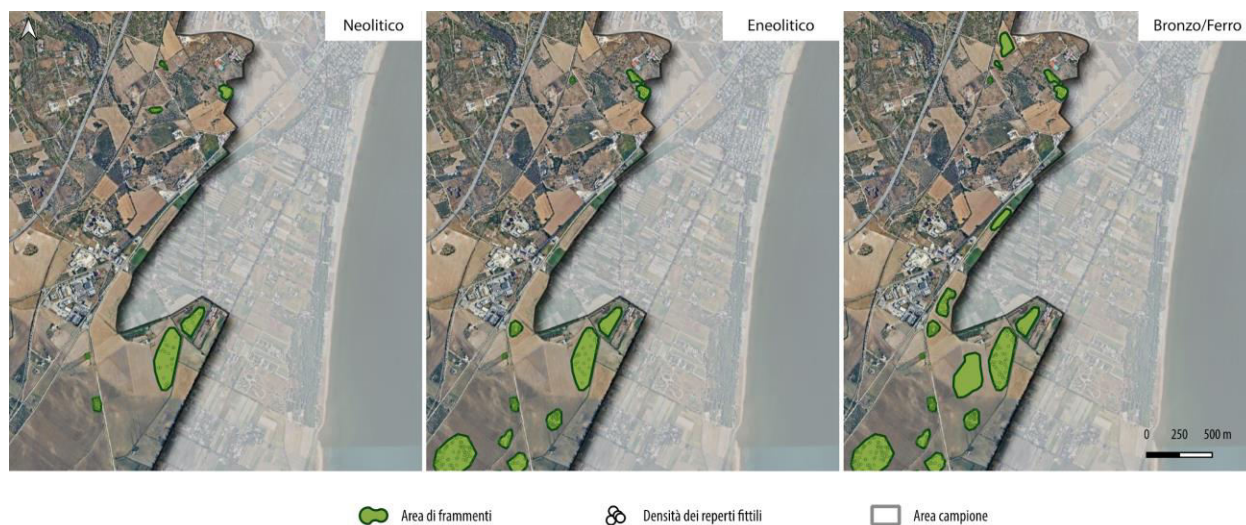 Neolitico
Eneolitico
Bronzo/Ferro
0 250 500 m
Area di frammenti
Densità dei reperti fittili
Area campione